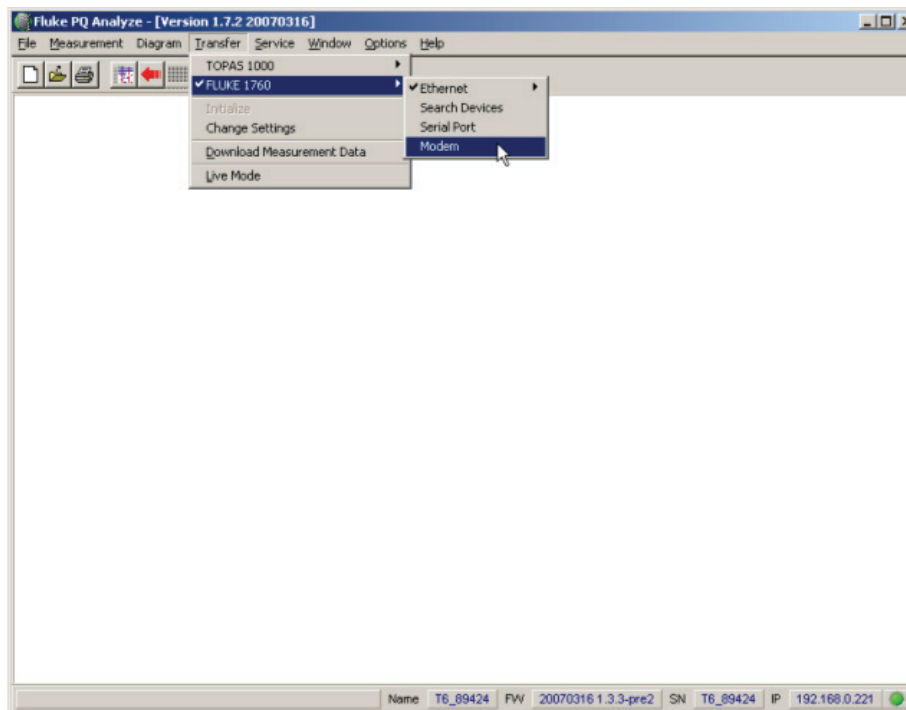 Fluke PQ Analyze - [Version 1.7.2 20070316]
File Measurement Diagram Transfer Service Window Options Help
TOPAS 1000
FLUKE 1760
Ethernet
Initialize
Search Devices
Change Settings
Serial Port
Download Measurement Data
Modem
Live Mode
Name T6_89424 FW 20070316 1.3.3-pre2 SN T6_89424 IP 192.168.0.221